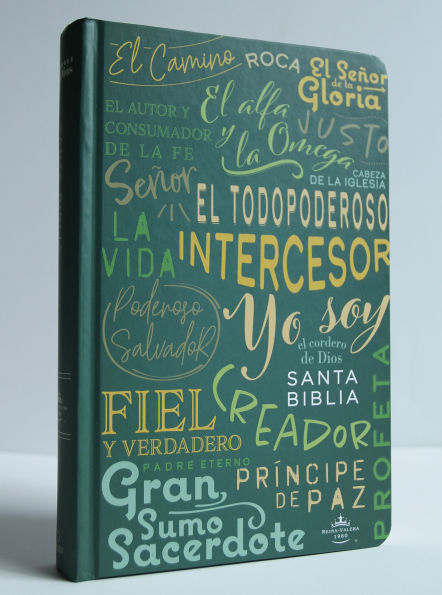 El Camino
ROCA
El Señor
de la
Gloria
EL AUTOR Y
CONSUMADOR
DE LA FE
El alfa
y
la Omega
JUSTO
CABEZA
DE LA IGLESIA
Señor
EL TODOPODEROSO
LA
VIDA
INTERCESOR
Poderoso
Salvador
Yo soy
el cordero
de Dios
SANTA
BIBLIA
FIEL
Y VERDADERO
CREADOR
PROFETA
PADRE ETERNO
PRÍNCIPE
DE PAZ
Gran
Sumo
Sacerdote
REINA-VALERA
1960